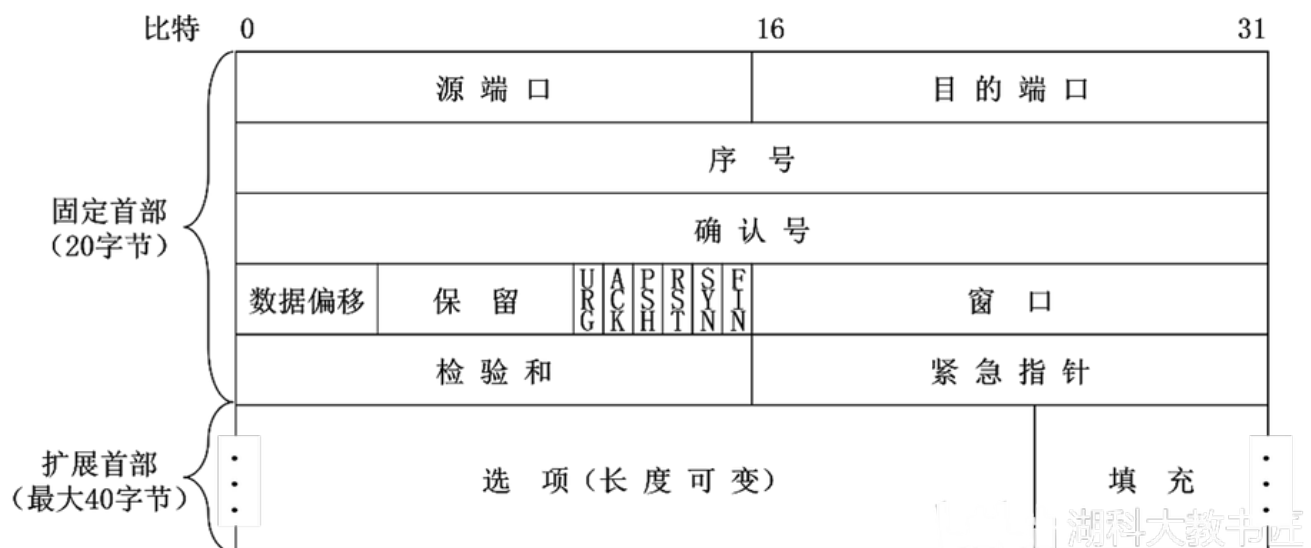 比特 0 16 31
源端口 目的端口
序号
确认号
固定首部
(20字节)
数据偏移 保留 URG ACK PSH RST SYN FIN 窗口
检验和 紧急指针
扩展首部
(最大40字节)
选项(长度可变) 填充
湖科大教书匠